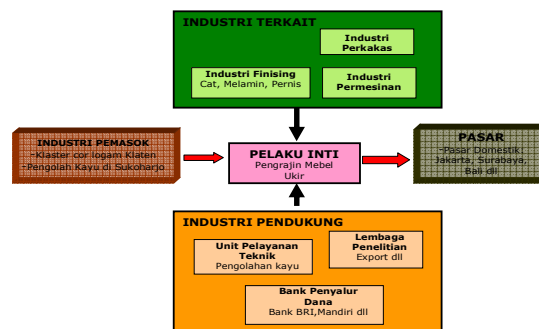 INDUSTRI TERKAIT
Industri
Perkakas
Industri Finising
Cat, Melamin, Pernis
Industri
Permesinan
INDUSTRI PEMASOK
-Klaster cor logam Klaten
-Pengolah Kayu di Sukoharjo
PELAKU INTI
Pengrajin Mebel
Ukir
PASAR
-Pasar Domestik:
Jakarta, Surabaya,
Bali dll
INDUSTRI PENDUKUNG
Unit Pelayanan
Teknik
Pengolahan kayu
Lembaga
Penelitian
Export dll
Bank Penyalur
Dana
Bank BRI,Mandiri dll